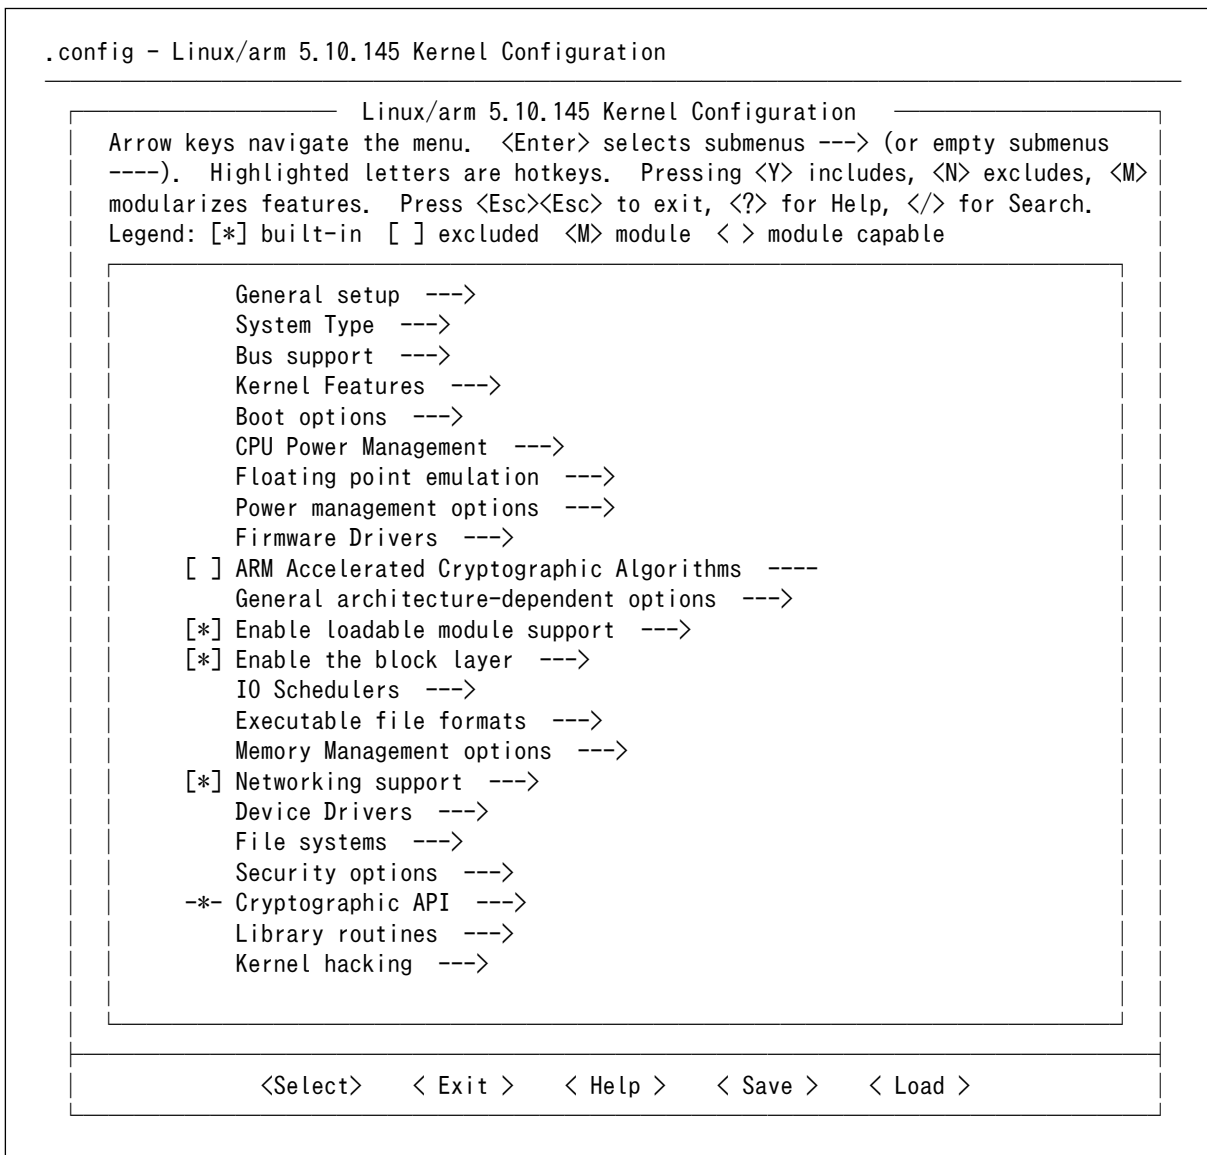 .config - Linux/arm 5.10.145 Kernel Configuration
Linux/arm 5.10.145 Kernel Configuration
Arrow keys navigate the menu.  <Enter> selects submenus ---> (or empty submenus
----).  Highlighted letters are hotkeys.  Pressing <Y> includes, <N> excludes, <M>
modularizes features.  Press <Esc><Esc> to exit, <?> for Help, </> for Search.
Legend: [*] built-in  [ ] excluded  <M> module  < > module capable
General setup  --->
System Type  --->
Bus support  --->
Kernel Features  --->
Boot options  --->
CPU Power Management  --->
Floating point emulation  --->
Power management options  --->
Firmware Drivers  --->
[ ] ARM Accelerated Cryptographic Algorithms  ----
General architecture-dependent options  --->
[*] Enable loadable module support  --->
[*] Enable the block layer  --->
IO Schedulers  --->
Executable file formats  --->
Memory Management options  --->
[*] Networking support  --->
Device Drivers  --->
File systems  --->
Security options  --->
-*- Cryptographic API  --->
Library routines  --->
Kernel hacking  --->
<Select>    < Exit >    < Help >    < Save >    < Load >